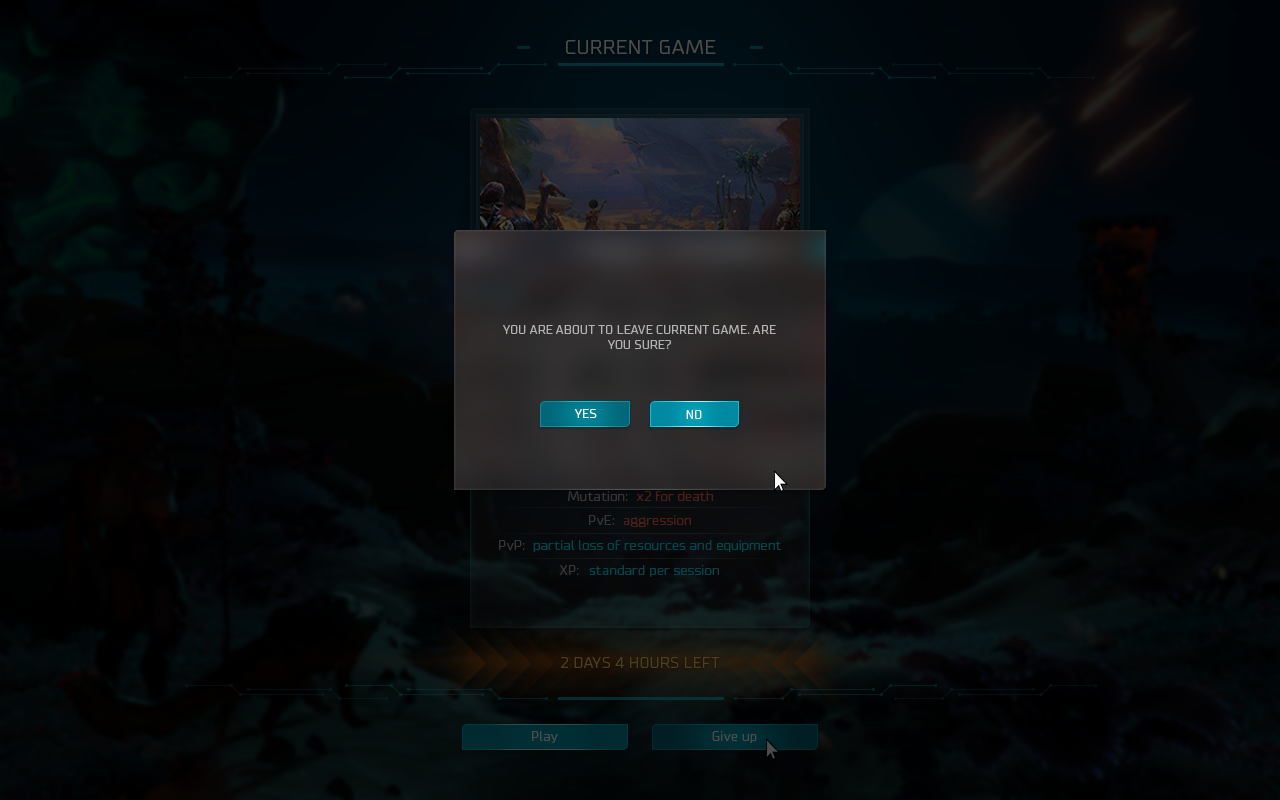 CURRENT GAME
YOU ARE ABOUT TO LEAVE CURRENT GAME. ARE
YOU SURE?
YES
NO
Mutation: x2 for death
PvE: aggression
PvP: partial loss of resources and equipment
XP: standard per session
2 DAYS 4 HOURS LEFT
Play
Give up